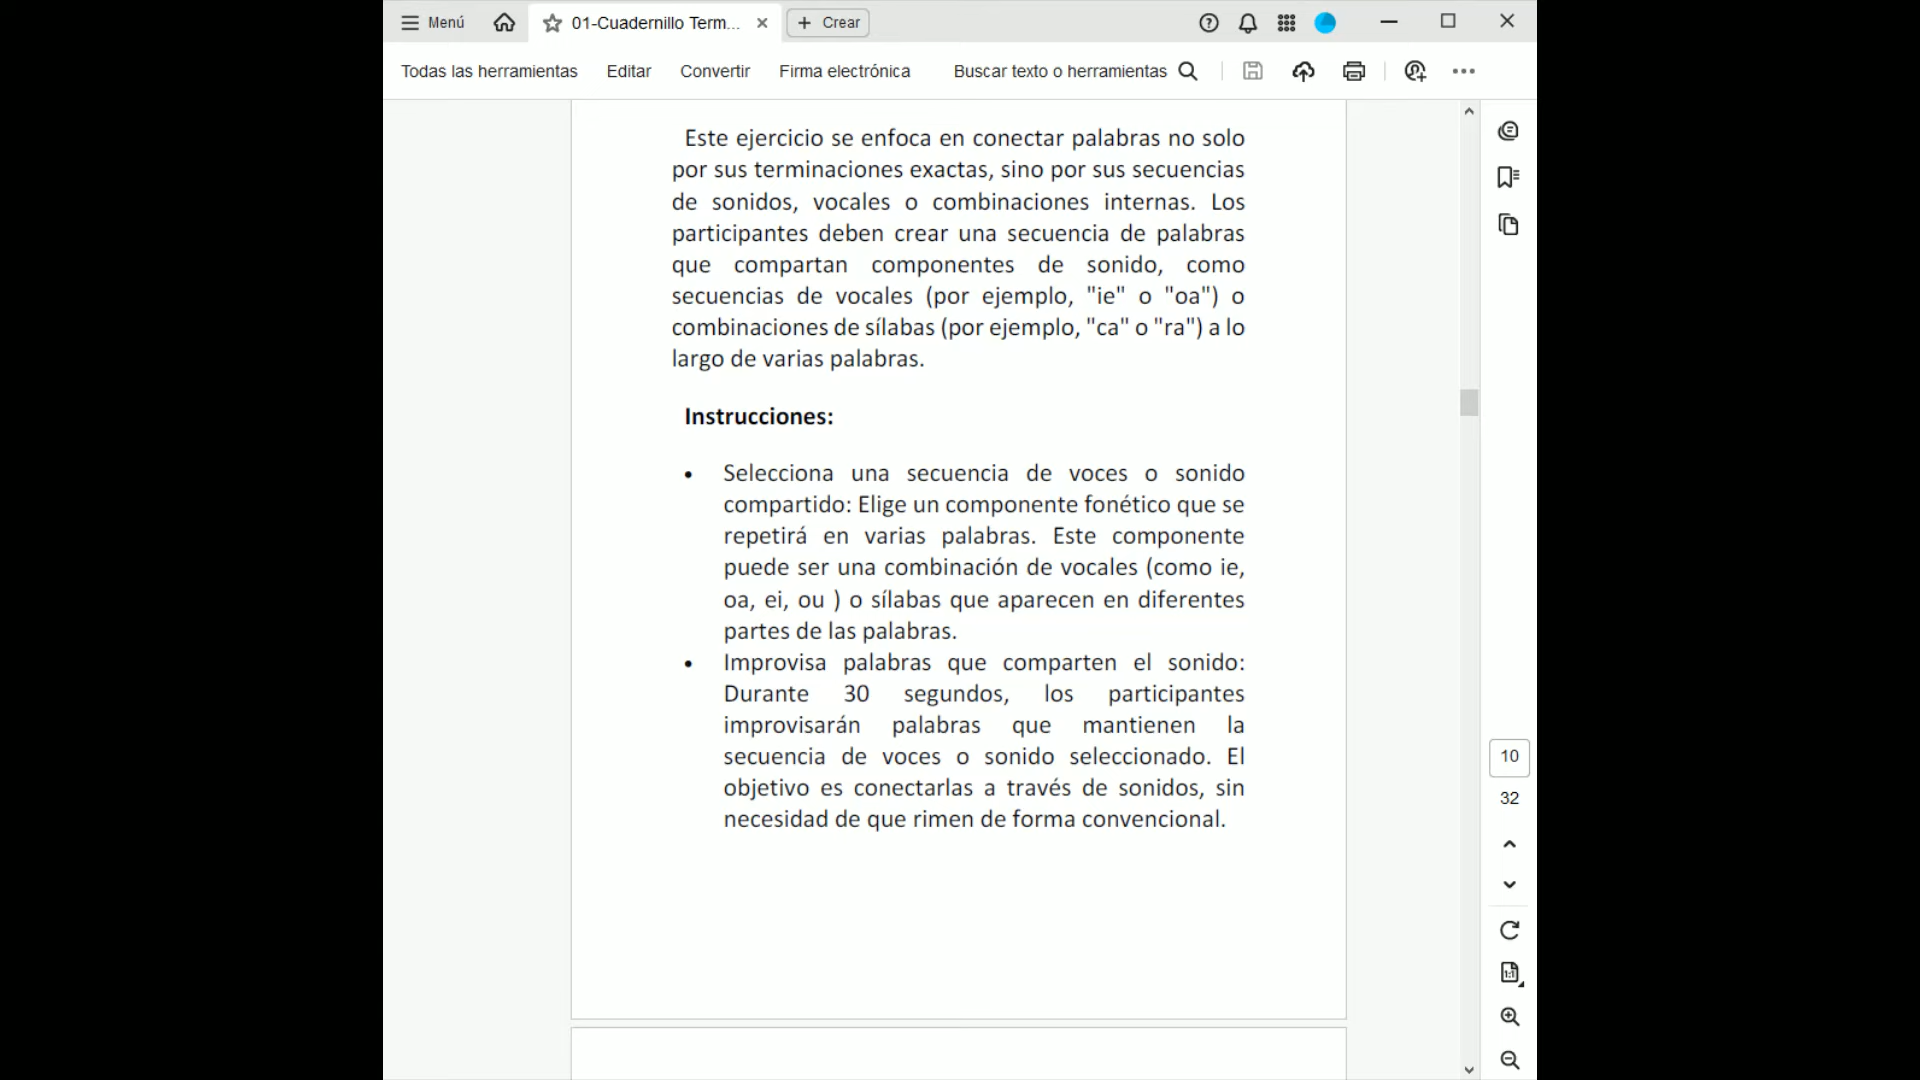 Menú
01-Cuadernillo Term...
Crear
Todas las herramientas
Editar
Convertir
Firma electrónica
Buscar texto o herramientas
Este ejercicio se enfoca en conectar palabras no solo
por sus terminaciones exactas, sino por sus secuencias
de sonidos, vocales o combinaciones internas. Los
participantes deben crear una secuencia de palabras
que compartan componentes de sonido, como
secuencias de vocales (por ejemplo, "ie" o "oa") o
combinaciones de sílabas (por ejemplo, "ca" o "ra") a lo
largo de varias palabras.
Instrucciones:
• Selecciona una secuencia de voces o sonido
compartido: Elige un componente fonético que se
repetirá en varias palabras. Este componente
puede ser una combinación de vocales (como ie,
oa, ei, ou ) o sílabas que aparecen en diferentes
partes de las palabras.
• Improvisa palabras que comparten el sonido:
Durante 30 segundos, los participantes
improvisarán palabras que mantienen la
secuencia de voces o sonido seleccionado. El
objetivo es conectarlas a través de sonidos, sin
necesidad de que rimen de forma convencional.
10
32
1:1